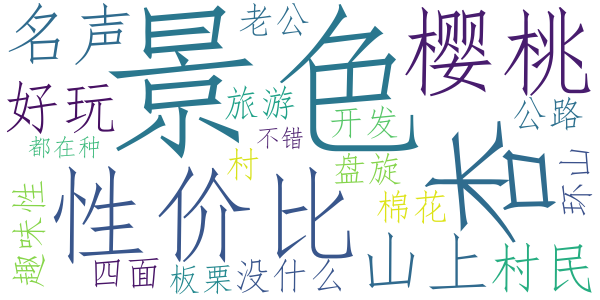 名声
景色
老公
樱桃
好玩
旅游
开发
公路
不错
都在种
村
盘旋
长
环山
性价比
棉花
趣味性
四面
板栗
没什么
山上
村民